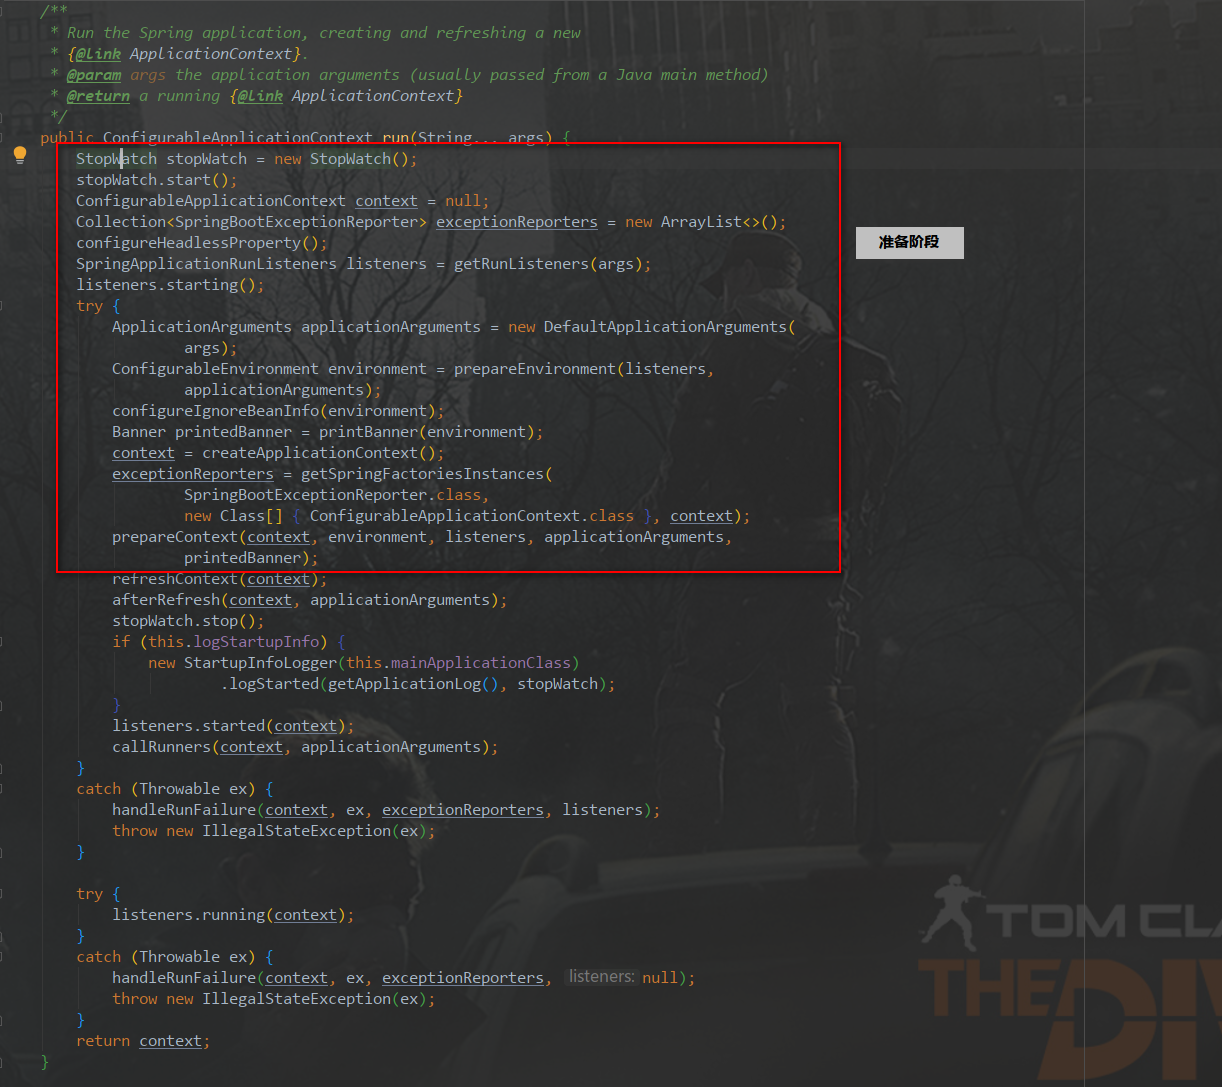 /**
 * Run the Spring application, creating and refreshing a new
 * {@link ApplicationContext}.
 * @param args the application arguments (usually passed from a Java main method)
 * @return a running {@link ApplicationContext}
 */
public ConfigurableApplicationContext run(String... args) {
    StopWatch stopWatch = new StopWatch();
    stopWatch.start();
    ConfigurableApplicationContext context = null;
    Collection<SpringBootExceptionReporter> exceptionReporters = new ArrayList<>();
    configureHeadlessProperty();
准备阶段
    SpringApplicationRunListeners listeners = getRunListeners(args);
    listeners.starting();
    try {
        ApplicationArguments applicationArguments = new DefaultApplicationArguments(
                args);
        ConfigurableEnvironment environment = prepareEnvironment(listeners,
                applicationArguments);
        configureIgnoreBeanInfo(environment);
        Banner printedBanner = printBanner(environment);
        context = createApplicationContext();
        exceptionReporters = getSpringFactoriesInstances(
                SpringBootExceptionReporter.class,
                new Class[] { ConfigurableApplicationContext.class }, context);
        prepareContext(context, environment, listeners, applicationArguments,
                printedBanner);
        refreshContext(context);
        afterRefresh(context, applicationArguments);
        stopWatch.stop();
        if (this.logStartupInfo) {
            new StartupInfoLogger(this.mainApplicationClass)
                    .logStarted(getApplicationLog(), stopWatch);
        }
        listeners.started(context);
        callRunners(context, applicationArguments);
    }
    catch (Throwable ex) {
        handleRunFailure(context, ex, exceptionReporters, listeners);
        throw new IllegalStateException(ex);
    }

    try {
        listeners.running(context);
    }
    catch (Throwable ex) {
        handleRunFailure(context, ex, exceptionReporters, listeners: null);
        throw new IllegalStateException(ex);
    }
    return context;
}
TOM CLA
THE
DIV